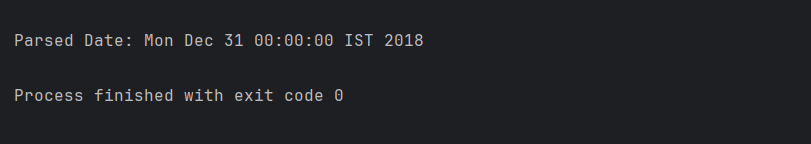 Parsed Date: Mon Dec 31 00:00:00 IST 2018
Process finished with exit code 0